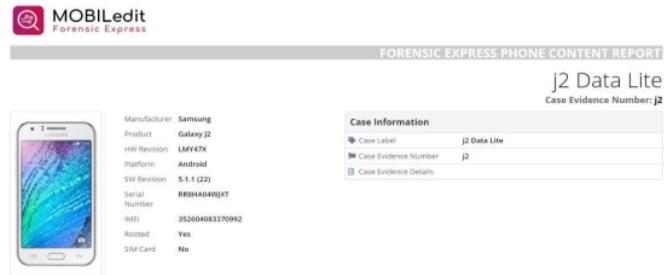 MOBILedit
Forensic Express
FORENSIC EXPRESS PHONE CONTENT REPORT
j2 Data Lite
Case Evidence Number: j2
Manufacturer Samsung
Product Galaxy J2
HW Revision LMY47X
Platform Android
SW Revision 5.1.1 (22)
Serial Number RR8HA04WJXT
IMEI 352604083370992
Rooted Yes
SIM Card No
Case Information
Case Label j2 Data Lite
Case Evidence Number j2
Case Evidence Details
SAMSUNG